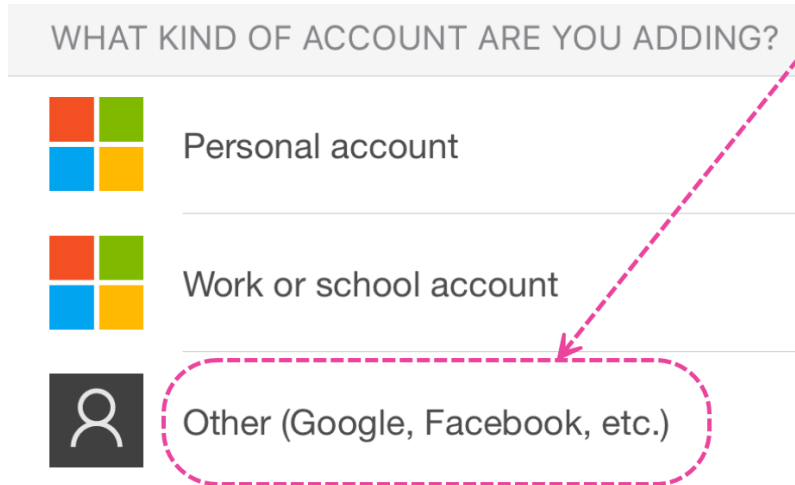 WHAT KIND OF ACCOUNT ARE YOU ADDING?
Personal account
Work or school account
Other (Google, Facebook, etc.)